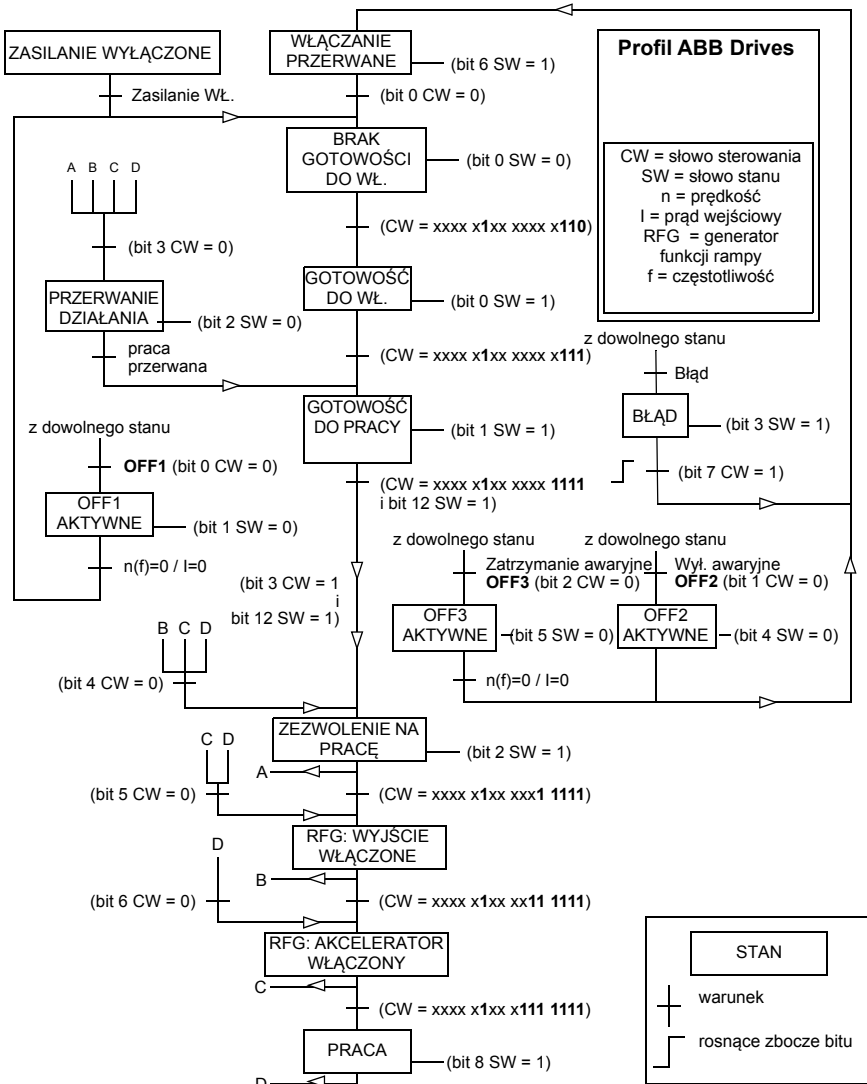 ZASILANIE WYŁĄCZONE
Zasilanie WŁ.
WŁĄCZANIE
PRZERWANE
(bit 6 SW = 1)
(bit 0 CW = 0)
BRAK
GOTOWOŚCI
DO WŁ.
(bit 0 SW = 0)
(CW = xxxx x1xx xxxx x110)
Profil ABB Drives
CW = słowo sterowania
SW = słowo stanu
n = prędkość
I = prąd wejściowy
RFG = generator
funkcji rampy
f = częstotliwość
A B C D
(bit 3 CW = 0)
PRZERWANIE
DZIAŁANIA
(bit 2 SW = 0)
praca
przerwana
GOTOWOŚĆ
DO WŁ.
(bit 0 SW = 1)
(CW = xxxx x1xx xxxx x111)
GOTOWOŚĆ
DO PRACY
(bit 1 SW = 1)
(CW = xxxx x1xx xxxx 1111
i bit 12 SW = 1)
z dowolnego stanu
Błąd
BŁĄD
(bit 3 SW = 1)
(bit 7 CW = 1)
z dowolnego stanu
OFF1 (bit 0 CW = 0)
OFF1
AKTYWNE
(bit 1 SW = 0)
n(f)=0 / I=0
(bit 3 CW = 1
i
bit 12 SW = 1)
z dowolnego stanu
Zatrzymanie awaryjne
OFF3 (bit 2 CW = 0)
OFF3
AKTYWNE
(bit 5 SW = 0)
n(f)=0 / I=0
z dowolnego stanu
Wył. awaryjne
OFF2 (bit 1 CW = 0)
OFF2
AKTYWNE
(bit 4 SW = 0)
B C D
(bit 4 CW = 0)
ZEZWOLENIE NA
PRACĘ
(bit 2 SW = 1)
A
(CW = xxxx x1xx xxx1 1111)
C D
(bit 5 CW = 0)
RFG: WYJŚCIE
WŁĄCZONE
B
(CW = xxxx x1xx xx11 1111)
D
(bit 6 CW = 0)
RFG: AKCELERATOR
WŁĄCZONY
C
(CW = xxxx x1xx x111 1111)
PRACA
(bit 8 SW = 1)
D
STAN
warunek
rosnące zbocze bitu